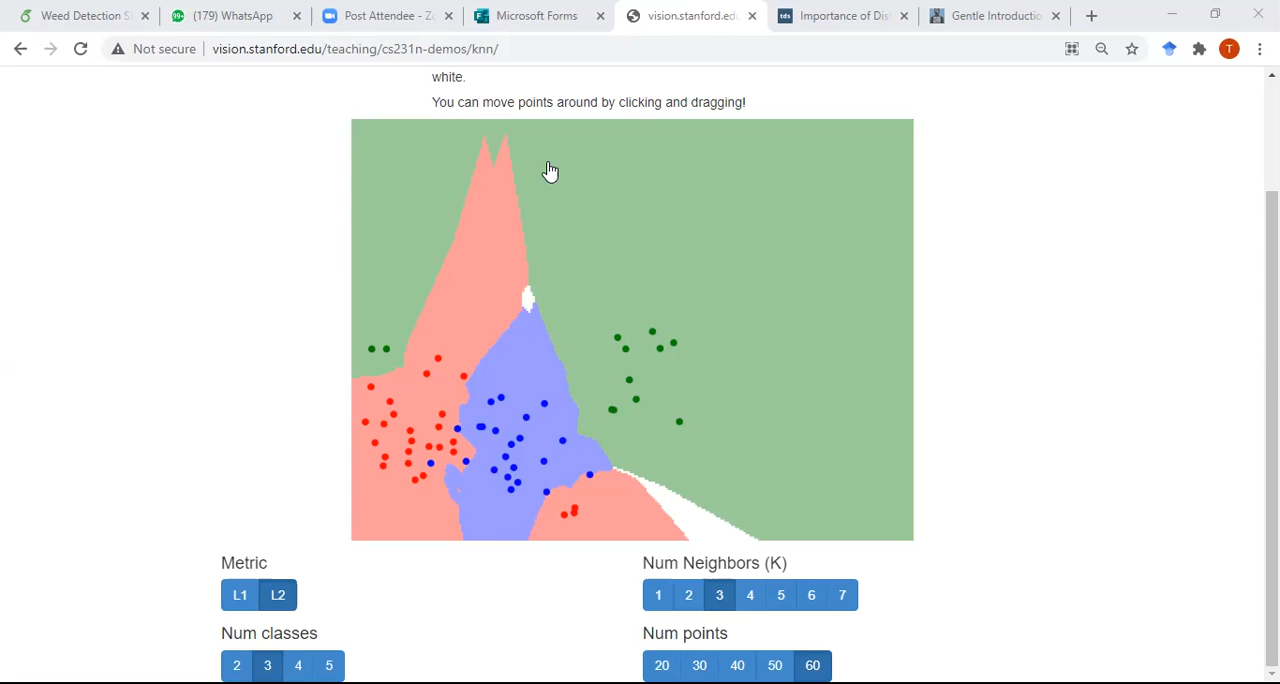 Weed Detection S
(179) WhatsApp
Post Attendee - Z
Microsoft Forms
vision.stanford.edu
Importance of Dis
Gentle Introductio
Not secure
vision.stanford.edu/teaching/cs231n-demos/knn/
T
white.
You can move points around by clicking and dragging!
Metric
L1 L2
Num Neighbors (K)
1 2 3 4 5 6 7
Num classes
2 3 4 5
Num points
20 30 40 50 60